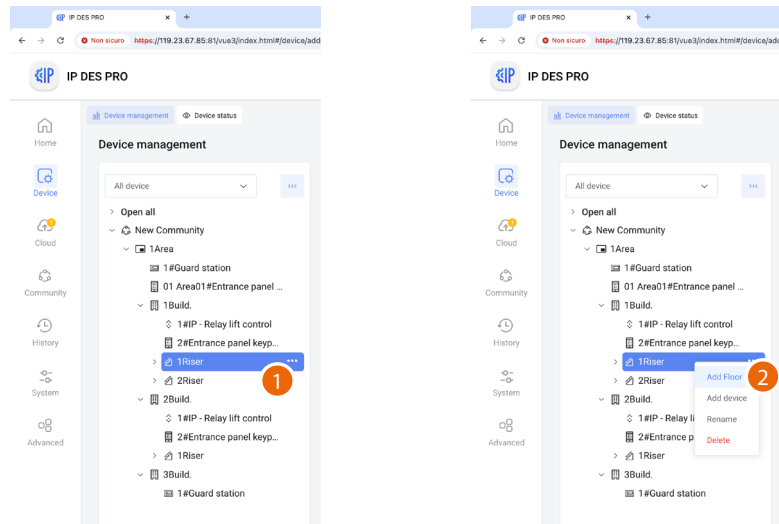 IP DES PRO
Non sicuro https://119.23.67.85:81/vue3/index.html#/device/add
IP DES PRO
Device management
Device status
Home
Device management
Device
All device
Open all
Cloud
New Community
1Area
1#Guard station
Community
01 Area01#Entrance panel ...
1Build.
History
1#IP - Relay lift control
2#Entrance panel keyp...
1Riser
1
System
2Riser
2Build.
1#IP - Relay lift control
Advanced
2#Entrance panel keyp...
1Riser
3Build.
1#Guard station
IP DES PRO
Non sicuro https://119.23.67.85:81/vue3/index.html#/device/add
IP DES PRO
Device management
Device status
Home
Device management
Device
All device
Open all
Cloud
New Community
1Area
1#Guard station
Community
01 Area01#Entrance panel ...
1Build.
History
1#IP - Relay lift control
2#Entrance panel keyp...
1Riser
Add Floor
2
System
2Riser
Add device
2Build.
1#IP - Relay li
Rename
Advanced
2#Entrance p
Delete
1Riser
3Build.
1#Guard station